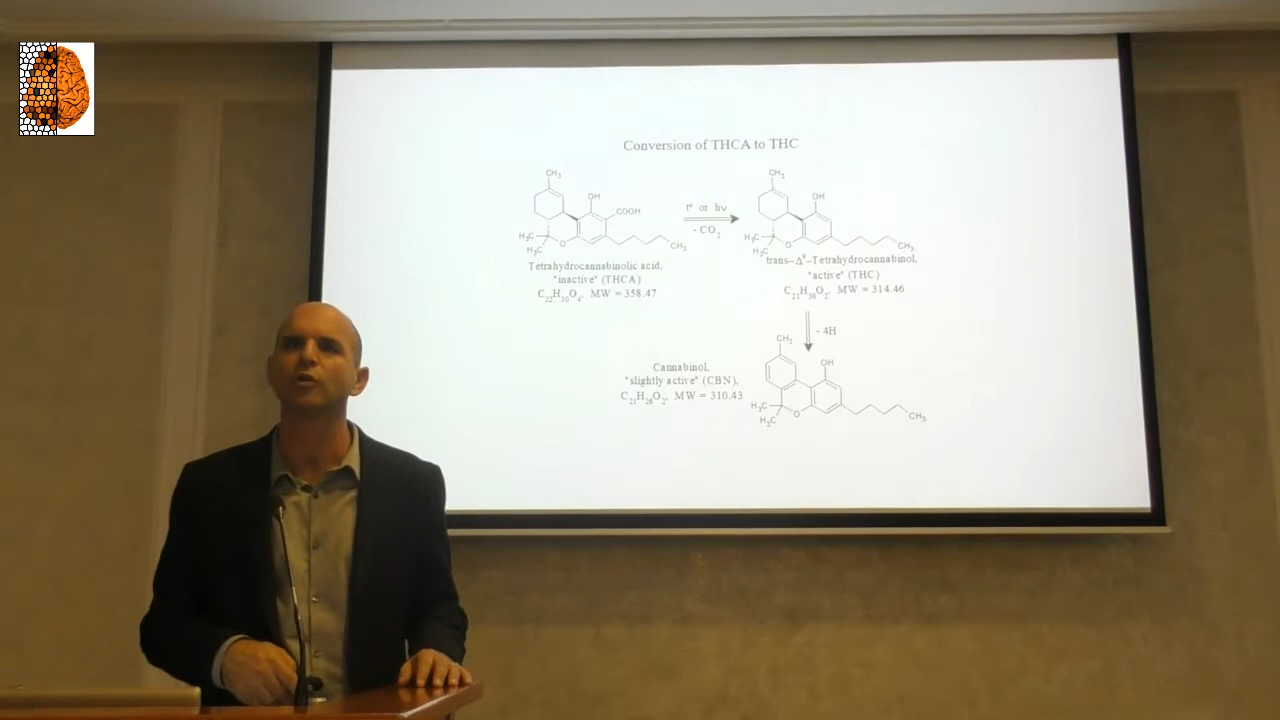 Conversion of THCA to THC
CH₃
OH
COOH
H₃C
H₃C
O
CH₃
Tetrahydrocannabinolic acid,
"inactive" (THCA)
C₂₂H₃₀O₄, MW = 358.47
t° or hν
- CO₂
CH₃
OH
H₃C
H₃C
O
CH₃
trans–Δ⁹–Tetrahydrocannabinol,
"active" (THC)
C₂₁H₃₀O₂, MW = 314.46
- 4H
Cannabinol,
"slightly active" (CBN),
C₂₁H₂₆O₂, MW = 310.43
CH₃
OH
H₃C
H₃C
O
CH₃